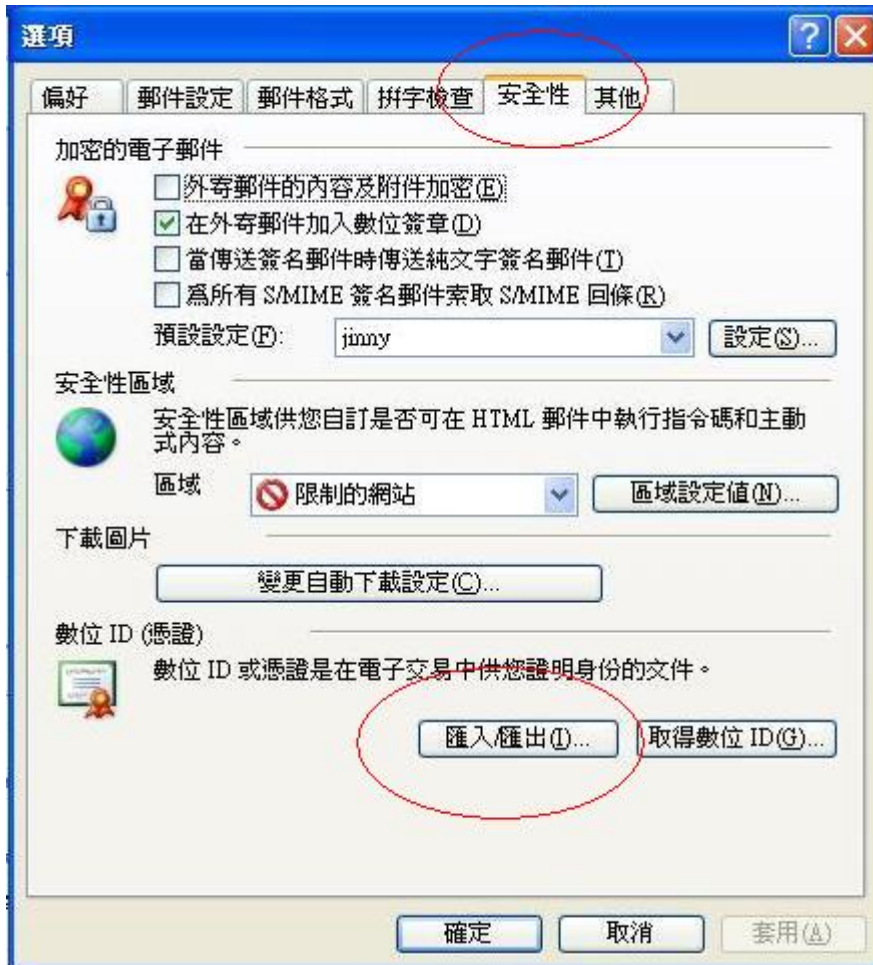 選項
偏好 郵件設定 郵件格式 拼字檢查 安全性 其他
加密的電子郵件
外寄郵件的內容及附件加密(E)
在外寄郵件加入數位簽章(D)
當傳送簽名郵件時傳送純文字簽名郵件(T)
為所有 S/MIME 簽名郵件索取 S/MIME 回條(R)
預設設定(F): jinny 設定(S)...
安全性區域
安全性區域供您自訂是否可在 HTML 郵件中執行指令碼和主動
式內容。
區域 限制的網站 區域設定值(N)...
下載圖片
變更自動下載設定(C)...
數位 ID (憑證)
數位 ID 或憑證是在電子交易中供您證明身份的文件。
匯入/匯出(I)... 取得數位 ID(G)...
確定 取消 套用(A)